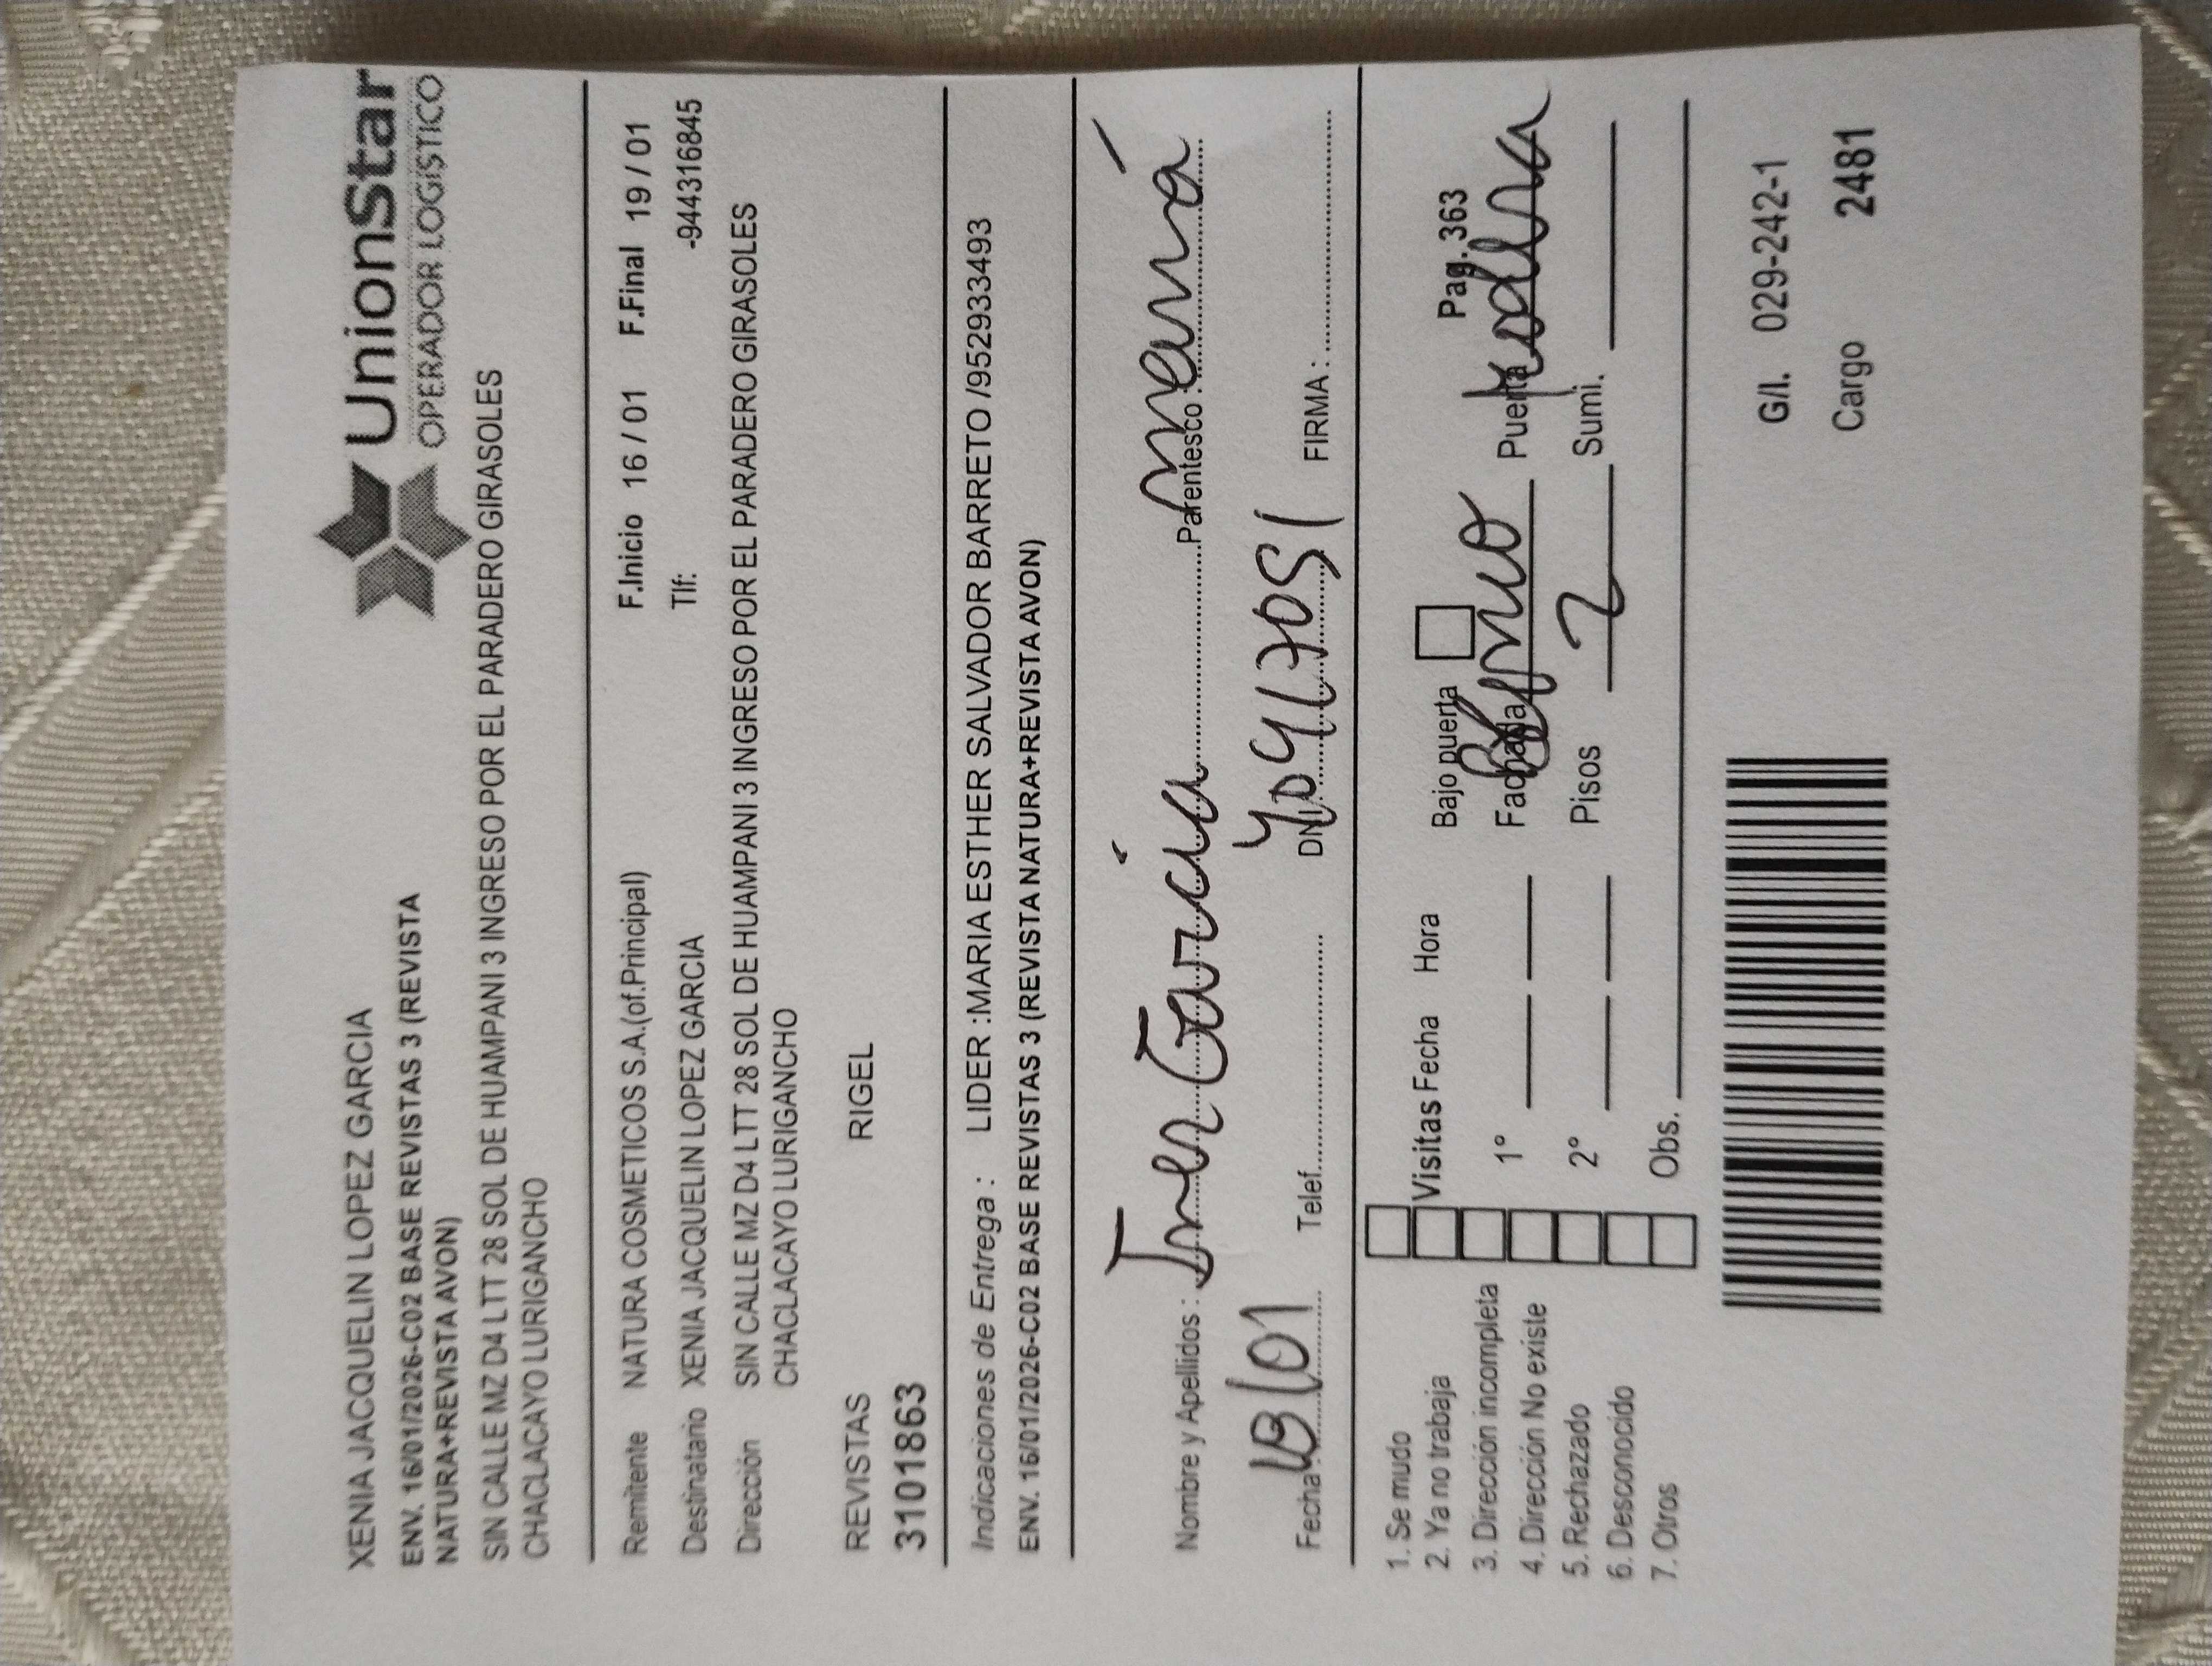 UnionStar
OPERADOR LOGÍSTICO
XENIA JACQUELIN LOPEZ GARCIA
ENV. 16/01/2026-C02 BASE REVISTAS 3 (REVISTA
NATURA+REVISTA AVON)
SIN CALLE MZ D4 LTT 28 SOL DE HUAMPANI 3 INGRESO POR EL PARADERO GIRASOLES
CHACLACAYO LURIGANCHO
F.Inicio 16 / 01 F.Final 19 / 01
Remitente NATURA COSMETICOS S.A.(of.Principal) Tlf: -944316845
Destinatario XENIA JACQUELIN LOPEZ GARCIA
Dirección SIN CALLE MZ D4 LTT 28 SOL DE HUAMPANI 3 INGRESO POR EL PARADERO GIRASOLES
CHACLACAYO LURIGANCHO
REVISTAS RIGEL
3101863
Indicaciones de Entrega : LIDER :MARIA ESTHER SALVADOR BARRETO /952933493
ENV. 16/01/2026-C02 BASE REVISTAS 3 (REVISTA NATURA+REVISTA AVON)
Nombre y Apellidos : Garcia Parentesco : mamá
Fecha : Telef. DNI FIRMA :
1. Se mudo
2. Ya no trabaja
3. Dirección incompleta
4. Dirección No existe
5. Rechazado
6. Desconocido
7. Otros
Visitas Fecha Hora Bajo puerta Pag. 363
1° Fachada Puerta
2° Pisos 2 Sumi.
Obs.
G/I. 029-242-1
Cargo 2481